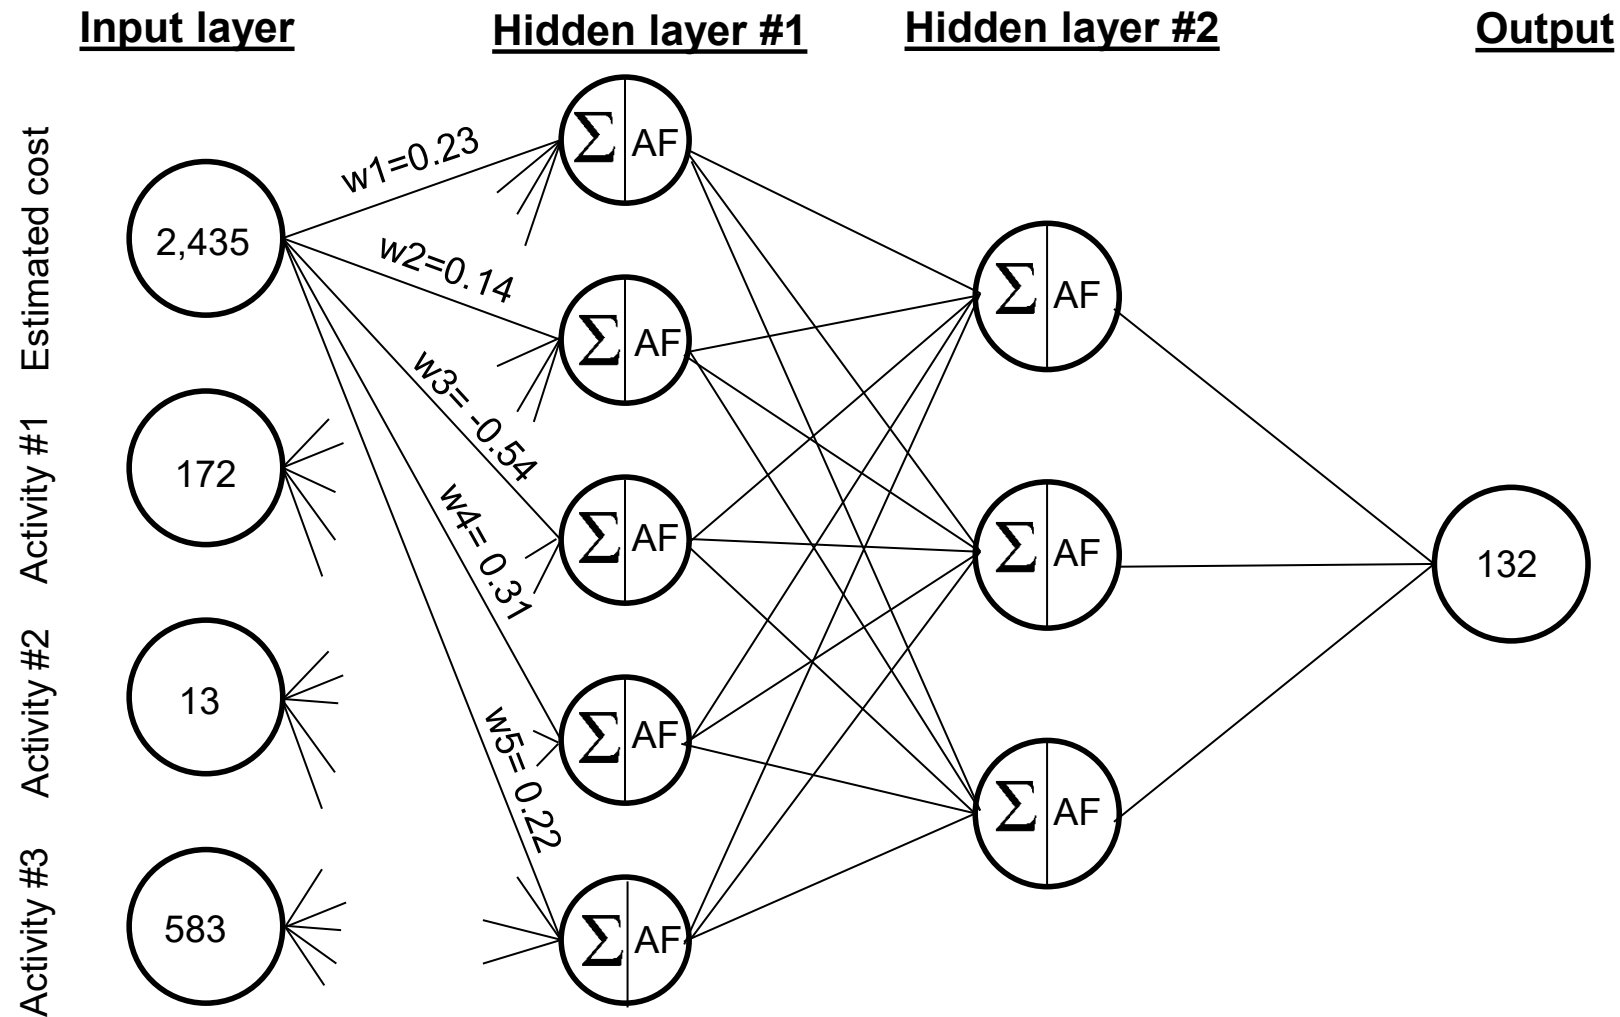 Input layer
Hidden layer #1
Hidden layer #2
Output
Estimated cost
Activity #1
Activity #2
Activity #3
2,435
172
13
583
w1=0.23
w2=0.14
w3= -0.54
w4= 0.31
w5= 0.22
Σ AF
Σ AF
Σ AF
Σ AF
Σ AF
Σ AF
Σ AF
Σ AF
132